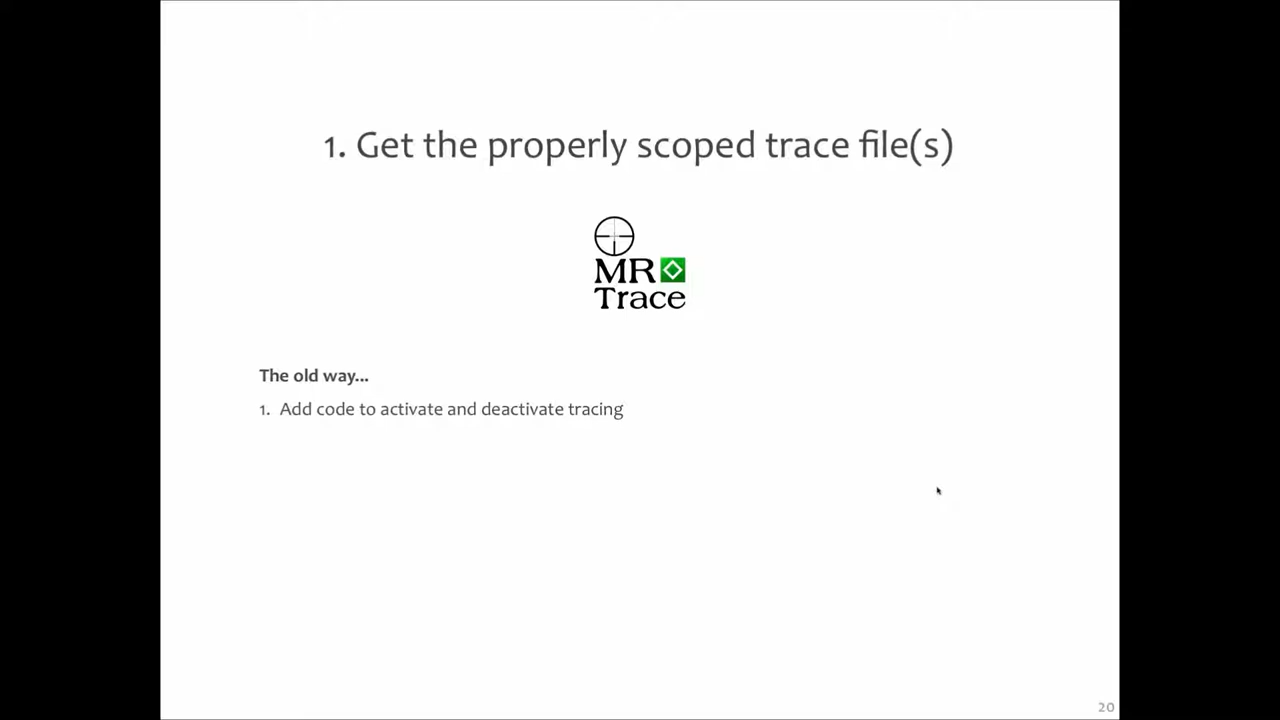 1. Get the properly scoped trace file(s)
MR
Trace
The old way...
1. Add code to activate and deactivate tracing
20